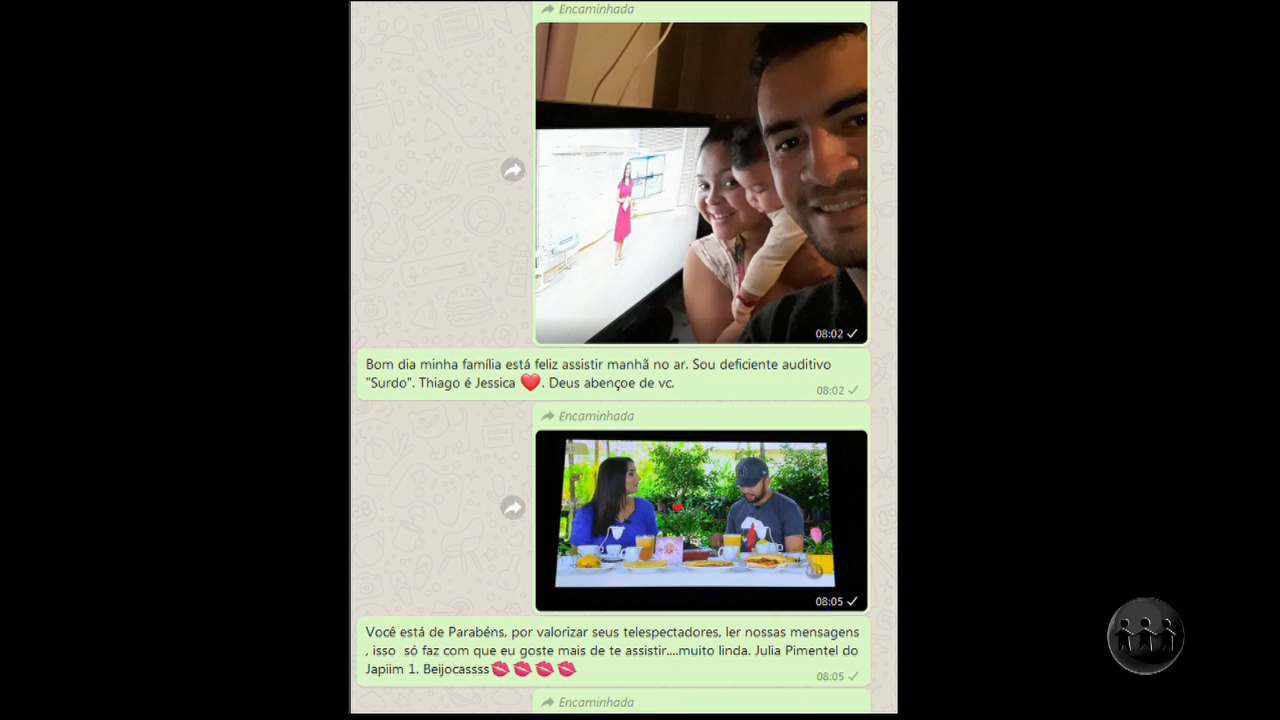 Encaminhada
08:02
Bom dia minha família está feliz assistir manhã no ar. Sou deficiente auditivo
"Surdo". Thiago é Jessica ❤️. Deus abençoe de vc.
08:02
Encaminhada
08:05
Você está de Parabéns, por valorizar seus telespectadores, ler nossas mensagens
, isso só faz com que eu goste mais de te assistir....muito linda. Julia Pimentel do
Japiim 1. Beijocassss💋💋💋💋
08:05
Encaminhada